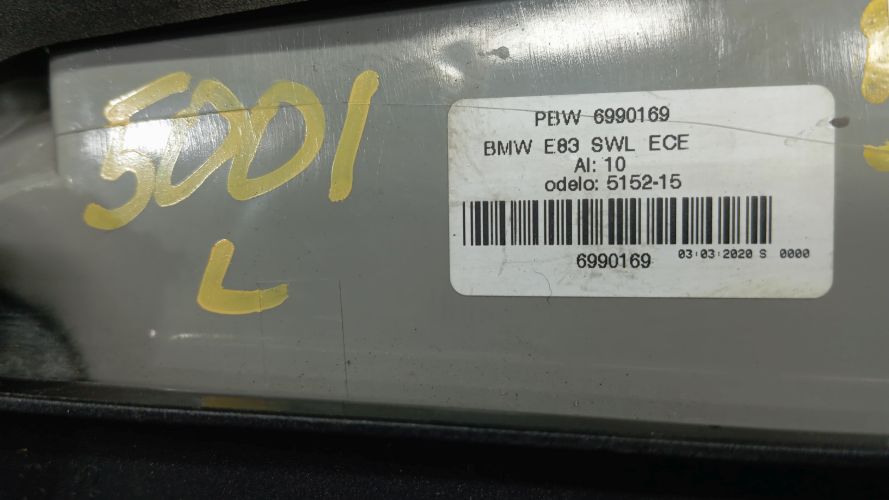 5001
L
PBW 6990169
BMW E83 SWL ECE
AI: 10
odelo: 5152-15
6990169 03:03:2020 S 0000